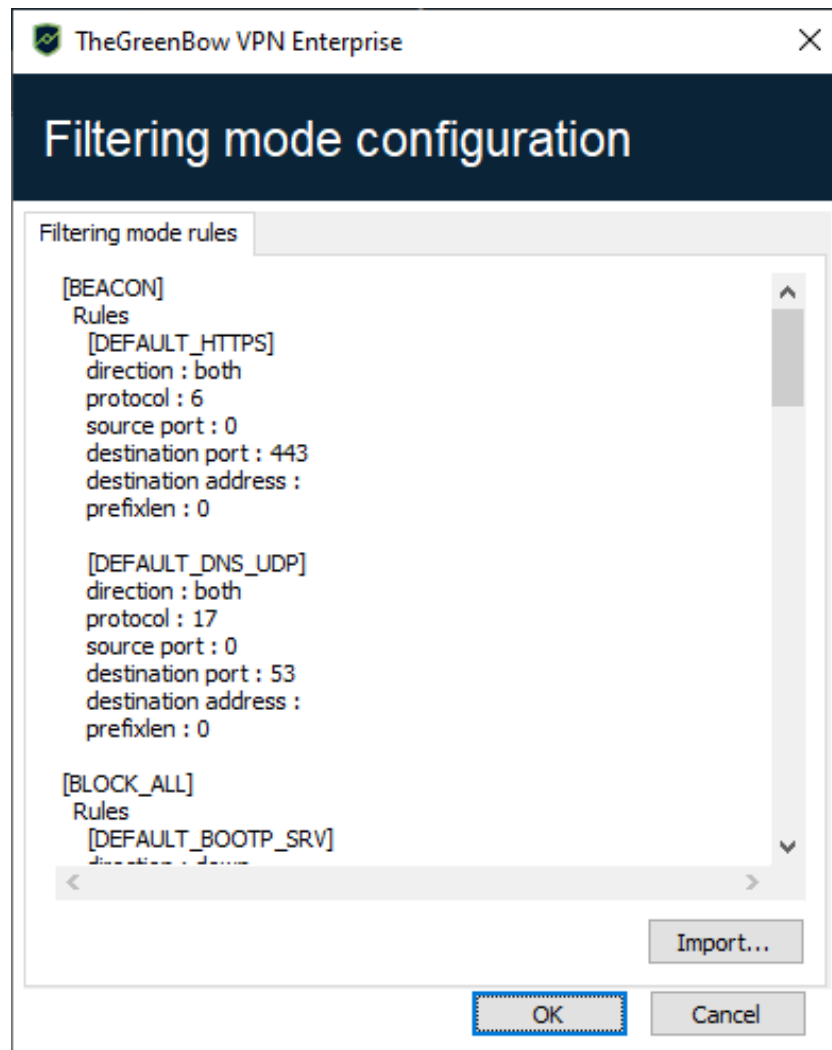 TheGreenBow VPN Enterprise
Filtering mode configuration
Filtering mode rules
[BEACON]
Rules
[DEFAULT_HTTPS]
direction : both
protocol : 6
source port : 0
destination port : 443
destination address :
prefixlen : 0
[DEFAULT_DNS_UDP]
direction : both
protocol : 17
source port : 0
destination port : 53
destination address :
prefixlen : 0
[BLOCK_ALL]
Rules
[DEFAULT_BOOTP_SRV]
direction : down
Import...
OK
Cancel